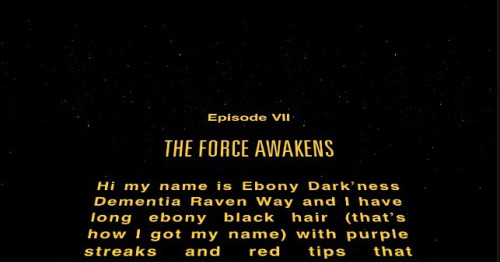 Episode VII
THE FORCE AWAKENS
Hi my name is Ebony Dark'ness
Dementia Raven Way and I have
long ebony black hair (that's
how I got my name) with purple
streaks and red tips that